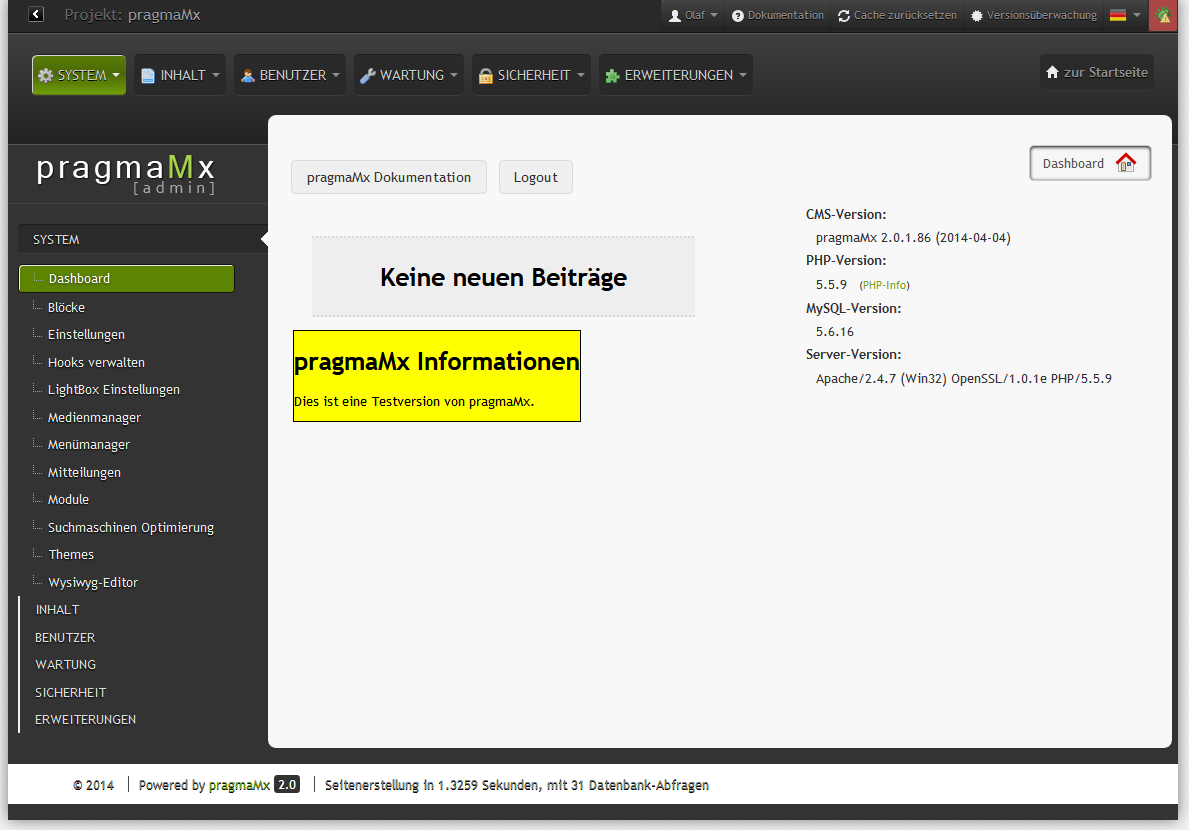 Projekt: pragmaMx
Olaf
Dokumentation
Cache zurücksetzen
Versionsüberwachung
SYSTEM
INHALT
BENUTZER
WARTUNG
SICHERHEIT
ERWEITERUNGEN
zur Startseite
pragmaMx
[admin]
SYSTEM
Dashboard
Blöcke
Einstellungen
Hooks verwalten
LightBox Einstellungen
Medienmanager
Menümanager
Mitteilungen
Module
Suchmaschinen Optimierung
Themes
Wysiwyg-Editor
INHALT
BENUTZER
WARTUNG
SICHERHEIT
ERWEITERUNGEN
pragmaMx Dokumentation
Logout
Dashboard
Keine neuen Beiträge
pragmaMx Informationen
Dies ist eine Testversion von pragmaMx.
CMS-Version:
pragmaMx 2.0.1.86 (2014-04-04)
PHP-Version:
5.5.9 (PHP-Info)
MySQL-Version:
5.6.16
Server-Version:
Apache/2.4.7 (Win32) OpenSSL/1.0.1e PHP/5.5.9
© 2014 | Powered by pragmaMx 2.0 | Seitenerstellung in 1.3259 Sekunden, mit 31 Datenbank-Abfragen